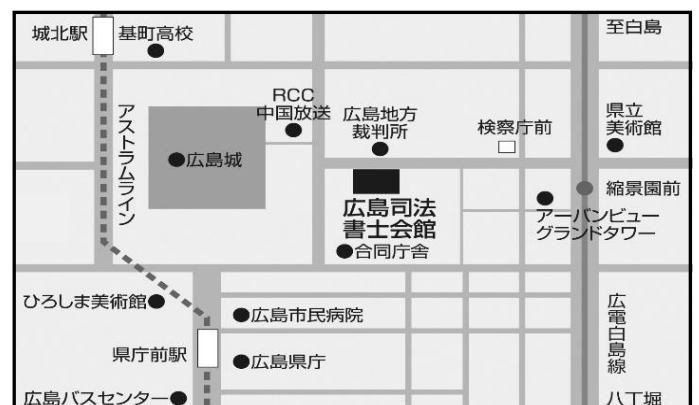 城北駅
基町高校
至白島
RCC
中国放送
広島地方
裁判所
検察庁前
県立
美術館
アストラムライン
広島城
縮景園前
広島司法
書士会館
アーバンビュー
グランドタワー
合同庁舎
ひろしま美術館
広島市民病院
広電白島線
県庁前駅
広島県庁
広島バスセンター
八丁堀